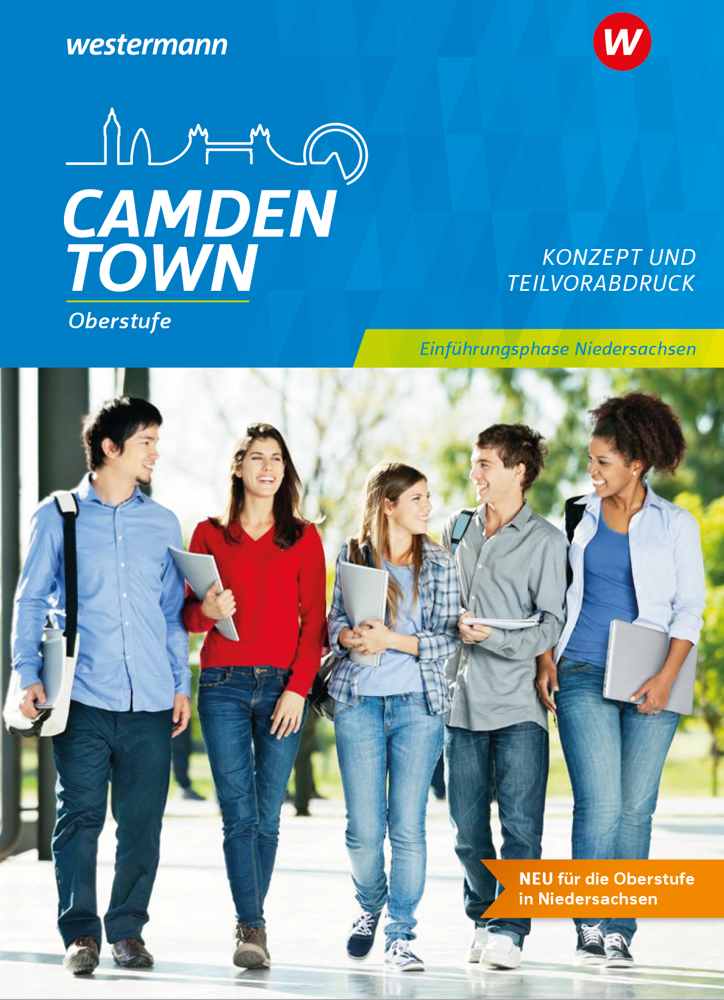 westermann
W
CAMDEN
TOWN
Oberstufe
KONZEPT UND
TEILVORABDRUCK
Einführungsphase Niedersachsen
NEU für die Oberstufe
in Niedersachsen